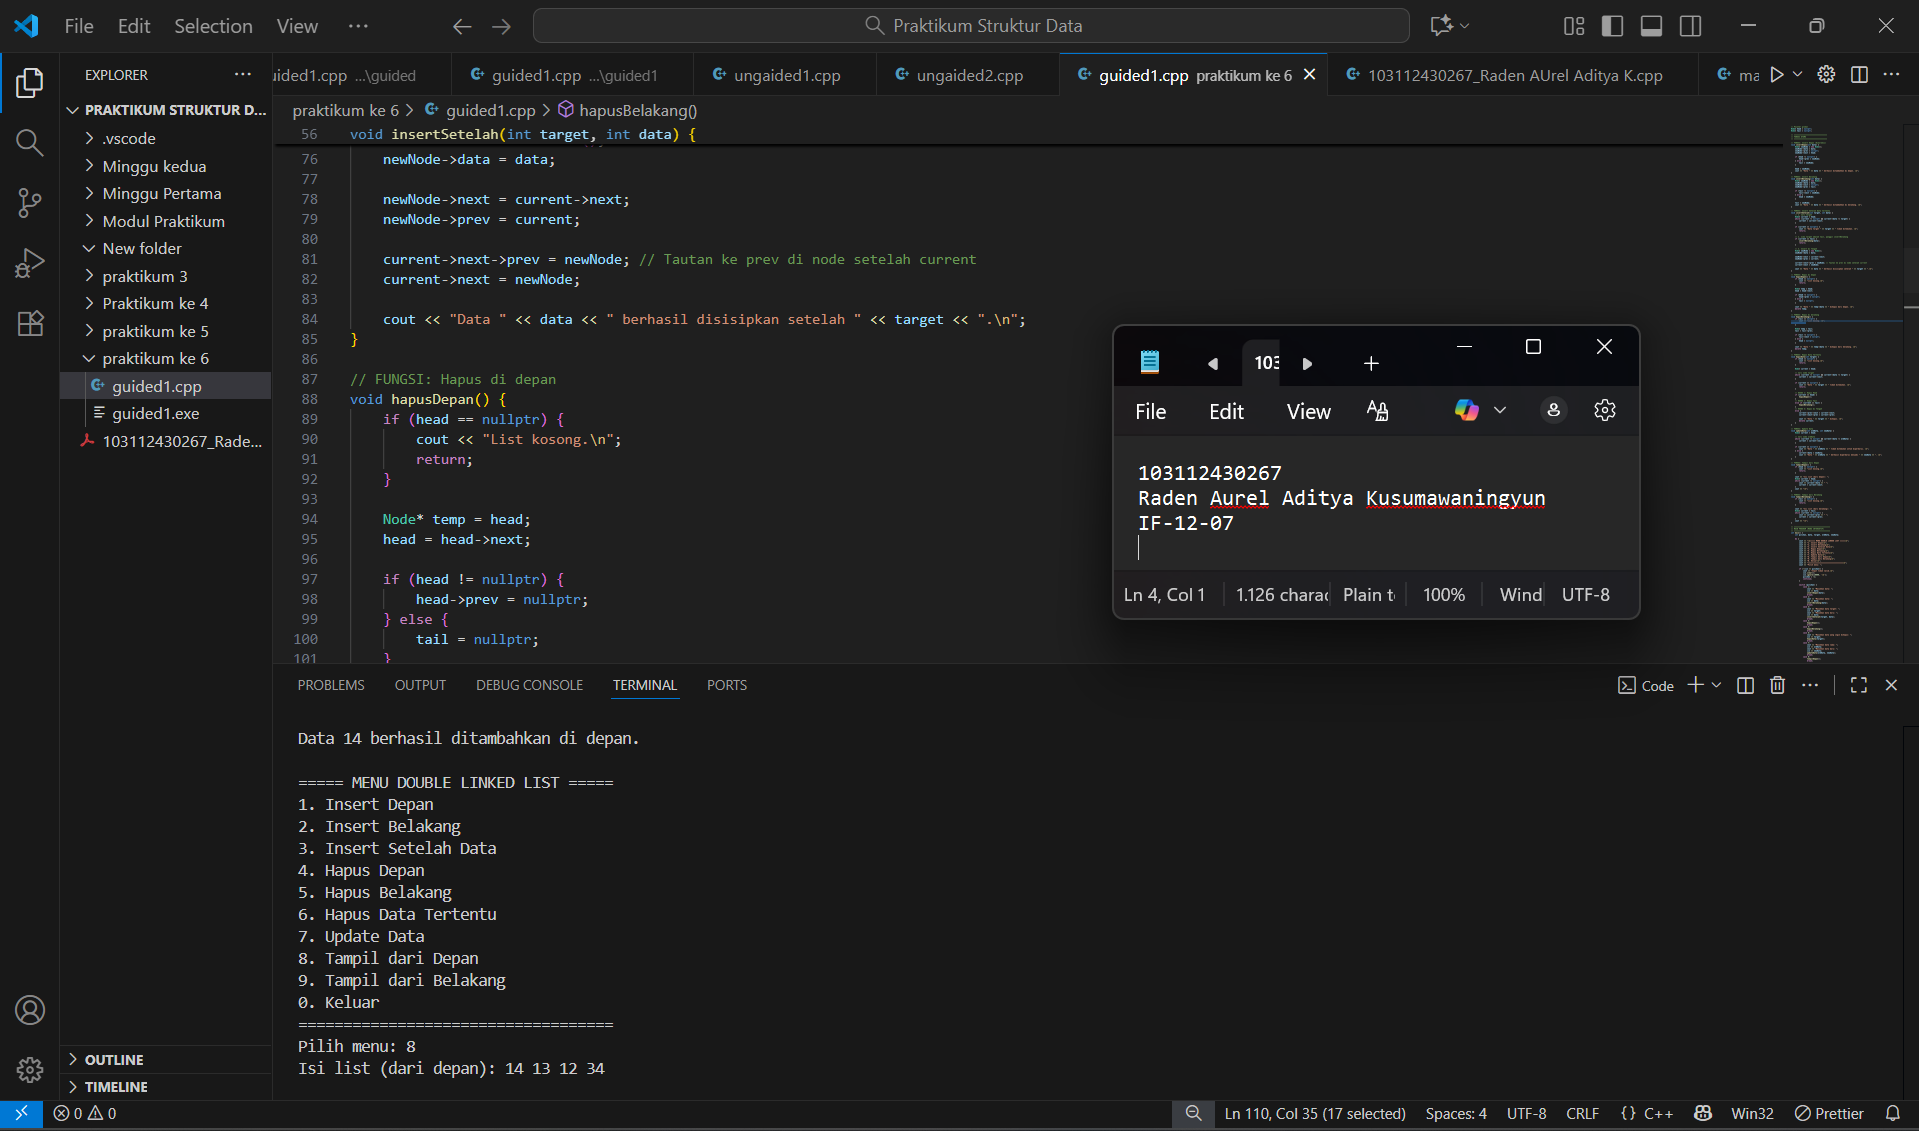 File Edit Selection View ··· Praktikum Struktur Data
EXPLORER ···
PRAKTIKUM STRUKTUR D...
.vscode
Minggu kedua
Minggu Pertama
Modul Praktikum
New folder
praktikum 3
Praktikum ke 4
praktikum ke 5
praktikum ke 6
guided1.cpp
guided1.exe
103112430267_Rade...
OUTLINE
TIMELINE
uided1.cpp ...\guided guided1.cpp ...\guided1 ungaided1.cpp ungaided2.cpp guided1.cpp praktikum ke 6 103112430267_Raden AUrel Aditya K.cpp ma
praktikum ke 6 > guided1.cpp > hapusBelakang()
56 void insertSetelah(int target, int data) {
76 newNode->data = data;
77
78 newNode->next = current->next;
79 newNode->prev = current;
80
81 current->next->prev = newNode; // Tautan ke prev di node setelah current
82 current->next = newNode;
83
84 cout << "Data " << data << " berhasil disisipkan setelah " << target << ".\n";
85 }
86
87 // FUNGSI: Hapus di depan
88 void hapusDepan() {
89 if (head == nullptr) {
90 cout << "List kosong.\n";
91 return;
92 }
93
94 Node* temp = head;
95 head = head->next;
96
97 if (head != nullptr) {
98 head->prev = nullptr;
99 } else {
100 tail = nullptr;
101 }
103
File Edit View
103112430267
Raden Aurel Aditya Kusumawaningyun
IF-12-07
Ln 4, Col 1 1.126 charac Plain t 100% Wind UTF-8
PROBLEMS OUTPUT DEBUG CONSOLE TERMINAL PORTS Code
Data 14 berhasil ditambahkan di depan.
===== MENU DOUBLE LINKED LIST =====
1. Insert Depan
2. Insert Belakang
3. Insert Setelah Data
4. Hapus Depan
5. Hapus Belakang
6. Hapus Data Tertentu
7. Update Data
8. Tampil dari Depan
9. Tampil dari Belakang
0. Keluar
===================================
Pilih menu: 8
Isi list (dari depan): 14 13 12 34
0 0 Ln 110, Col 35 (17 selected) Spaces: 4 UTF-8 CRLF {} C++ Win32 Prettier